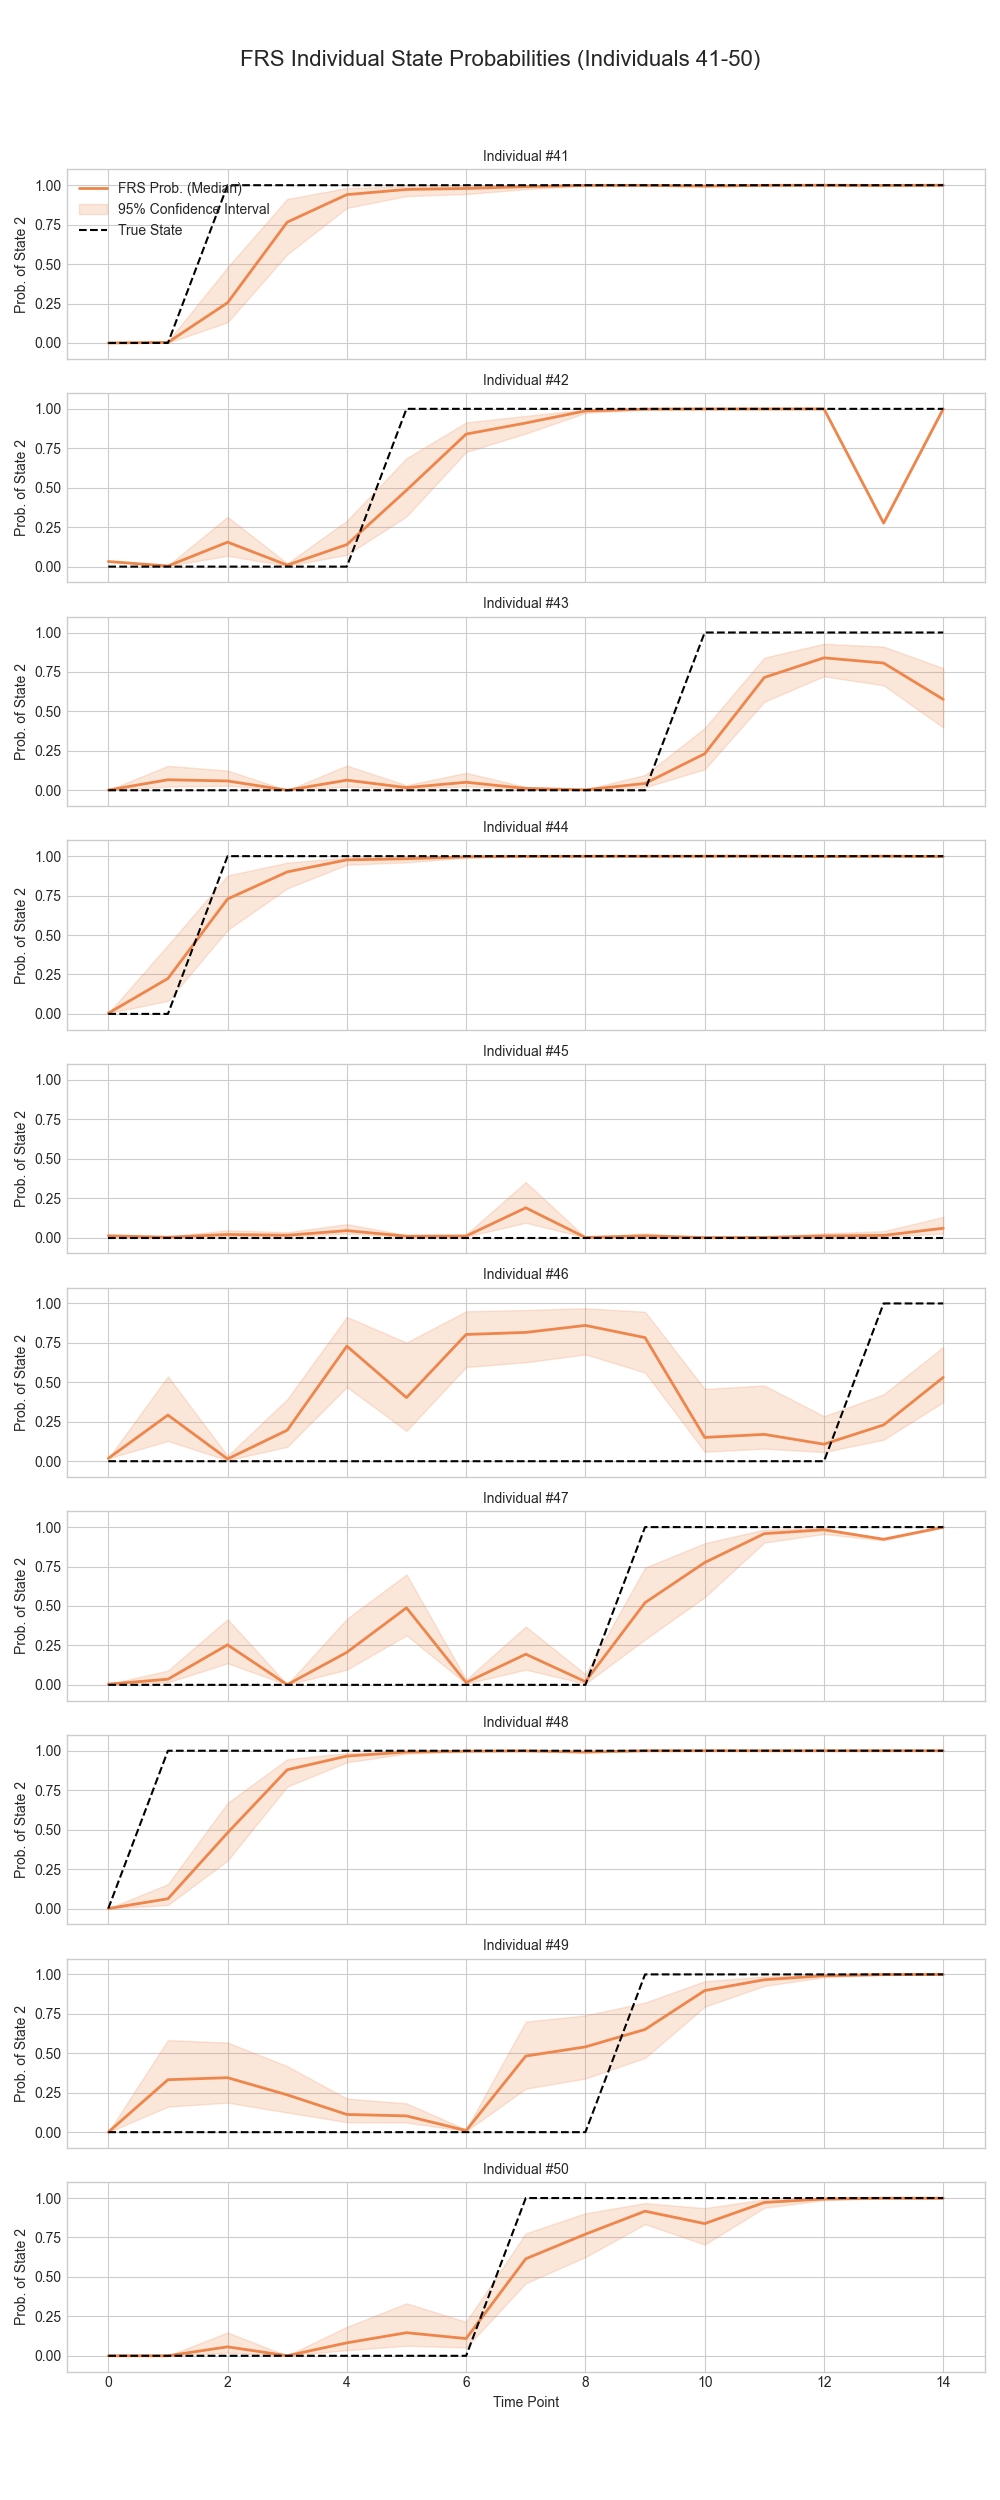 FRS Individual State Probabilities (Individuals 41-50)
Individual #41
FRS Prob. (Median)
95% Confidence Interval
True State
Prob. of State 2
1.00
0.75
0.50
0.25
0.00
Individual #42
Prob. of State 2
1.00
0.75
0.50
0.25
0.00
Individual #43
Prob. of State 2
1.00
0.75
0.50
0.25
0.00
Individual #44
Prob. of State 2
1.00
0.75
0.50
0.25
0.00
Individual #45
Prob. of State 2
1.00
0.75
0.50
0.25
0.00
Individual #46
Prob. of State 2
1.00
0.75
0.50
0.25
0.00
Individual #47
Prob. of State 2
1.00
0.75
0.50
0.25
0.00
Individual #48
Prob. of State 2
1.00
0.75
0.50
0.25
0.00
Individual #49
Prob. of State 2
1.00
0.75
0.50
0.25
0.00
Individual #50
Prob. of State 2
1.00
0.75
0.50
0.25
0.00
0 2 4 6 8 10 12 14
Time Point